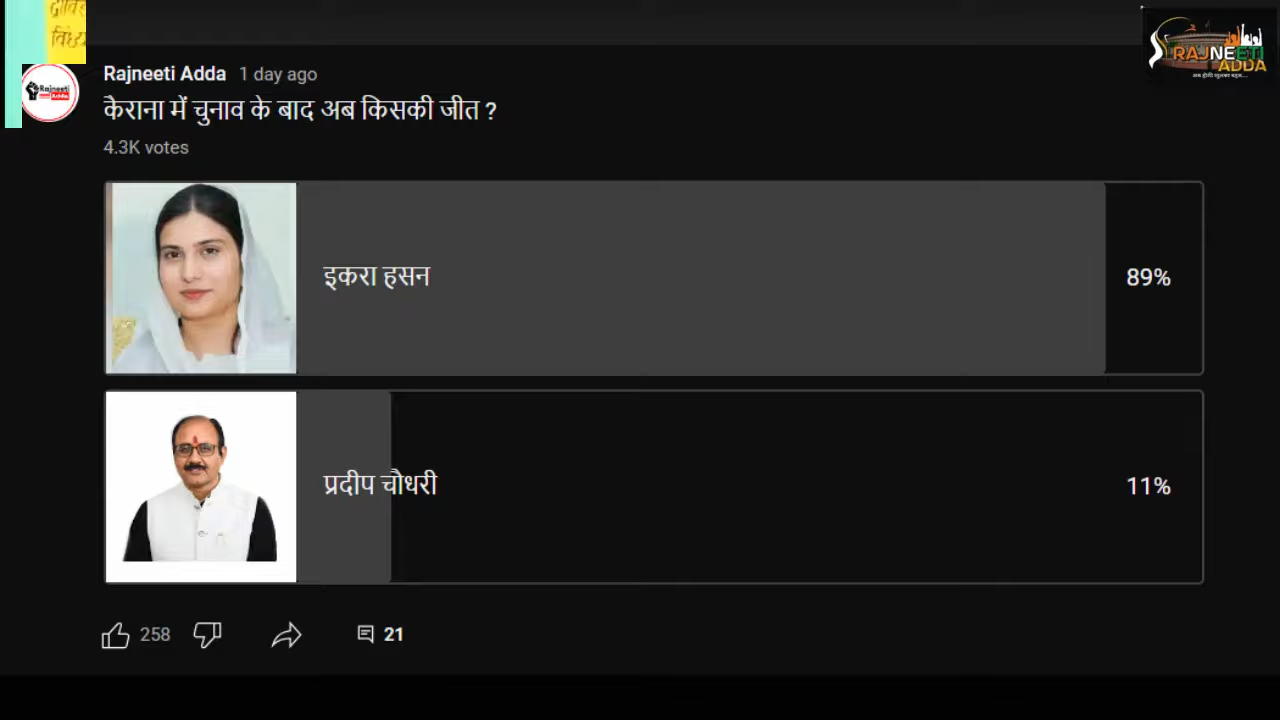 Rajneeti Adda 1 day ago
कैराना में चुनाव के बाद अब किसकी जीत ?
4.3K votes
इकरा हसन
89%
प्रदीप चौधरी
11%
258
21
RAJNEETI
ADDA
Rajneeti